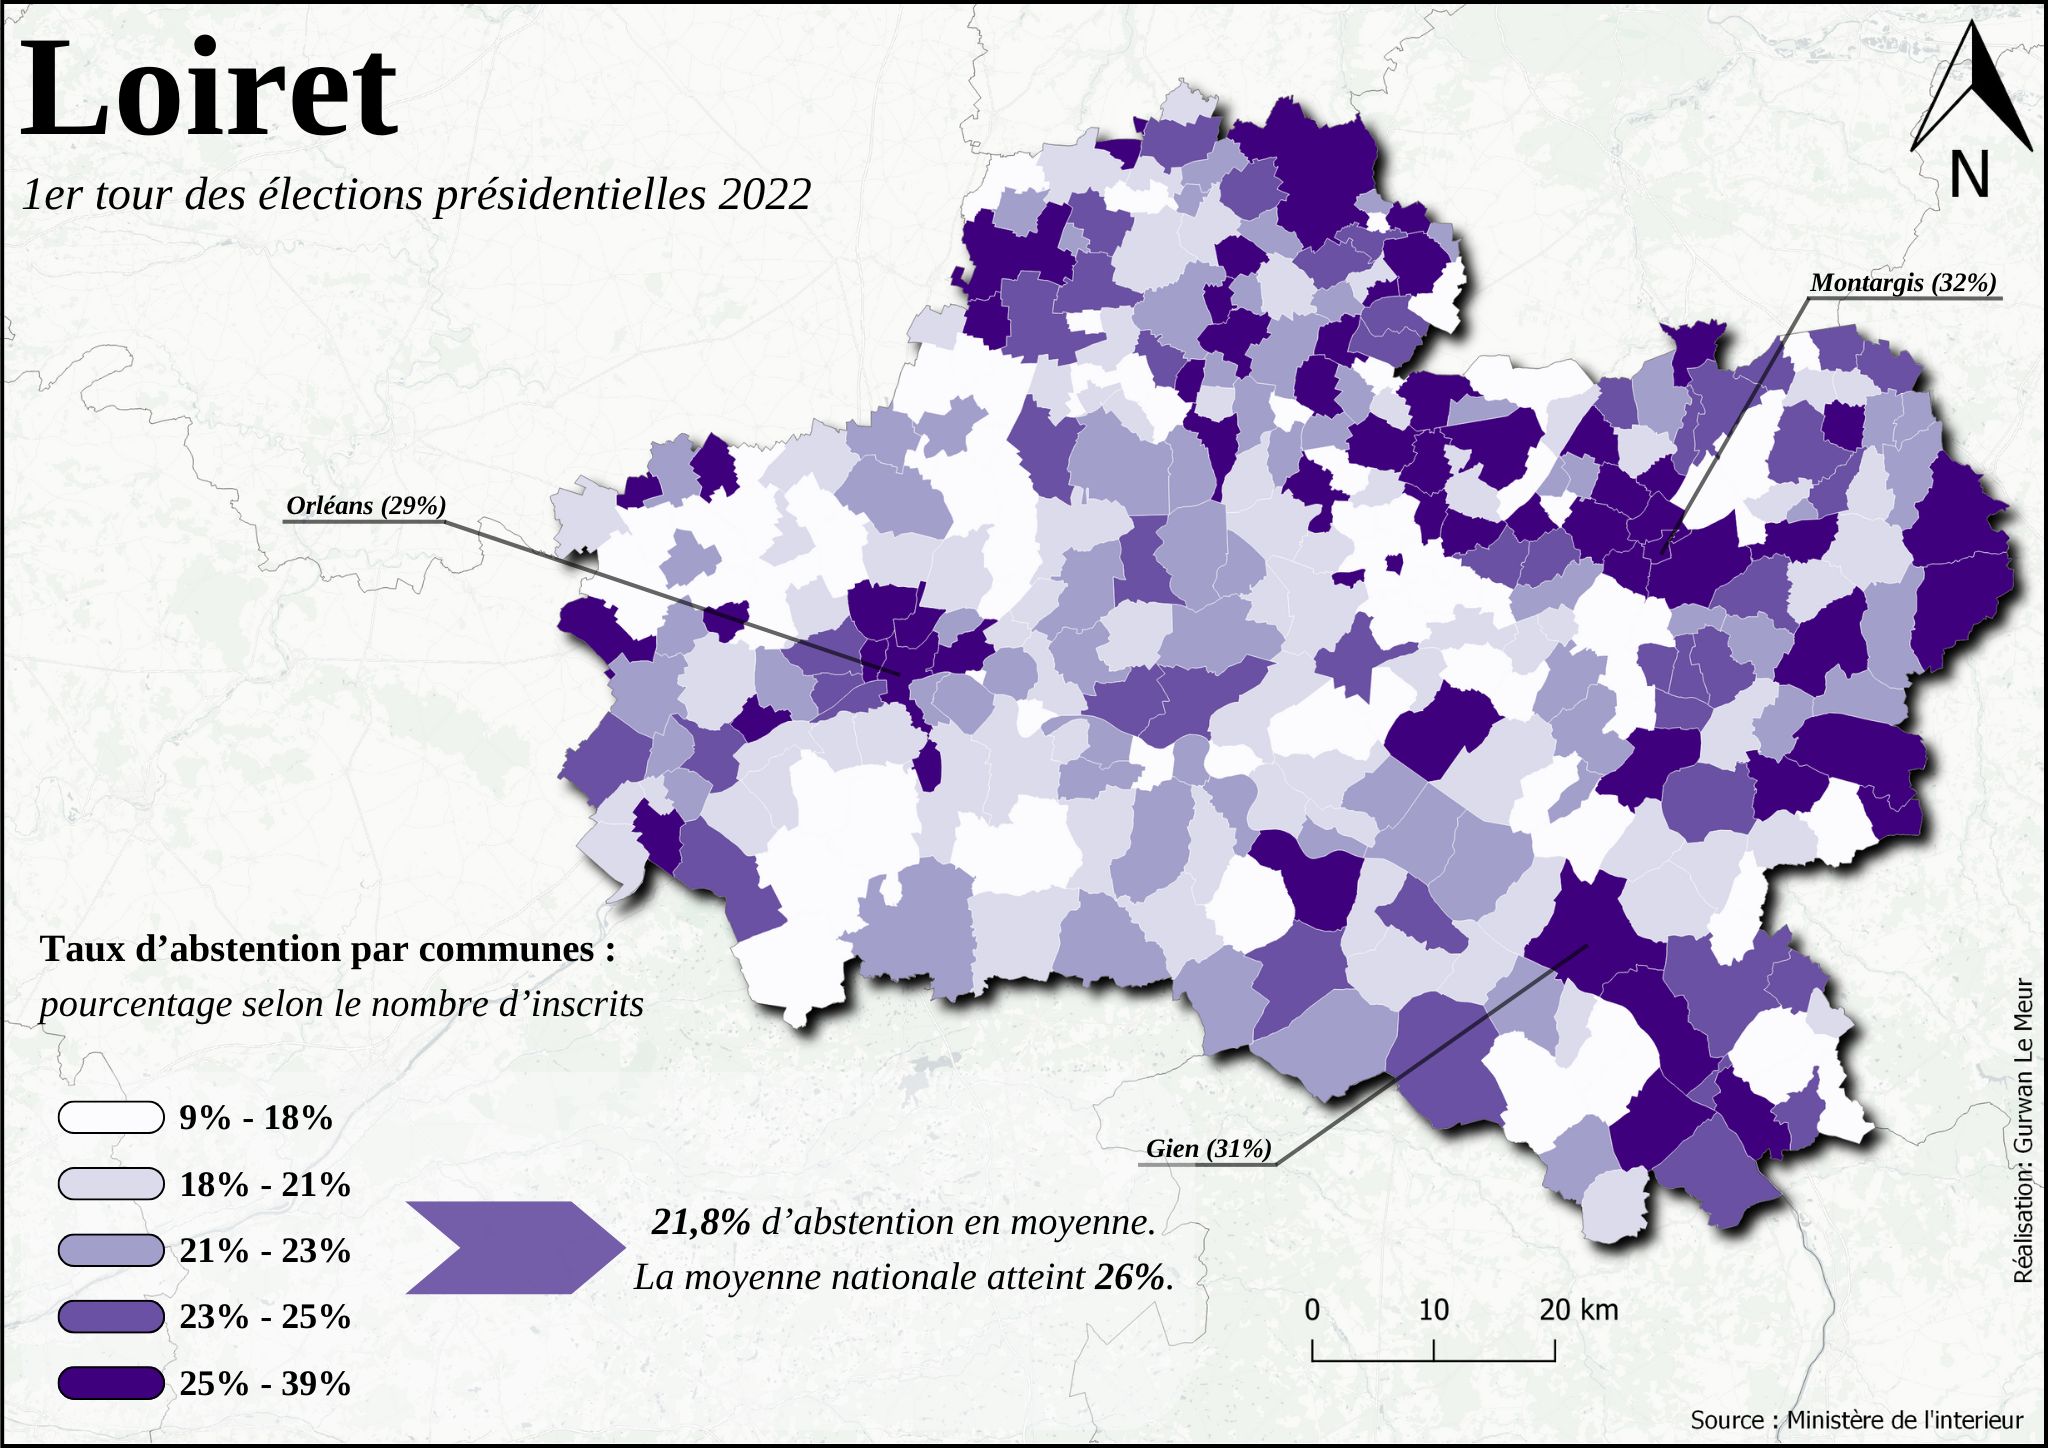 Loiret
1er tour des élections présidentielles 2022
N
Montargis (32%)
Orléans (29%)
Taux d’abstention par communes :
pourcentage selon le nombre d’inscrits
9% - 18%
18% - 21%
21% - 23%
23% - 25%
25% - 39%
Gien (31%)
21,8% d’abstention en moyenne.
La moyenne nationale atteint 26%.
0 10 20 km
Réalisation: Gurwan Le Meur
Source : Ministère de l'interieur